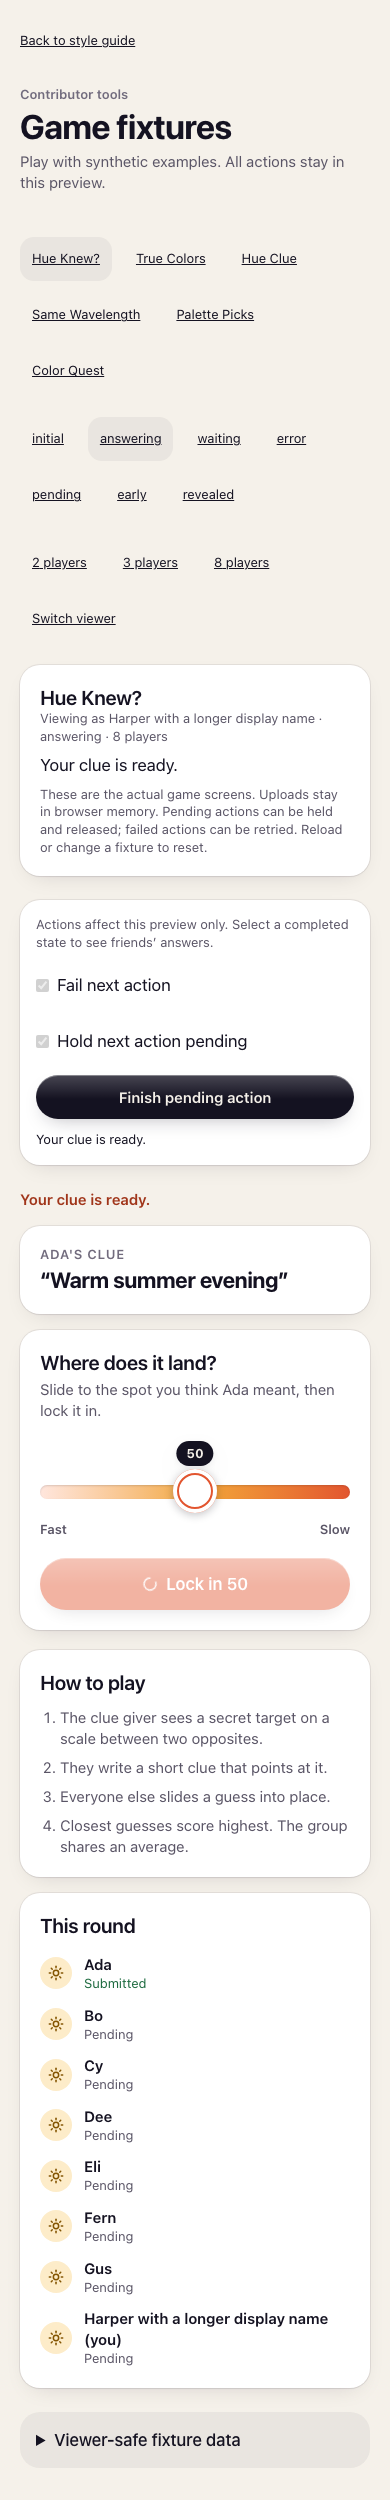 Back to style guide
Contributor tools
Game fixtures
Play with synthetic examples. All actions stay in
this preview.
Hue Knew? True Colors Hue Clue
Same Wavelength Palette Picks
Color Quest
initial answering waiting error
pending early revealed
2 players 3 players 8 players
Switch viewer
Hue Knew?
Viewing as Harper with a longer display name ·
answering · 8 players
Your clue is ready.
These are the actual game screens. Uploads stay
in browser memory. Pending actions can be held
and released; failed actions can be retried. Reload
or change a fixture to reset.
Actions affect this preview only. Select a completed
state to see friends’ answers.
Fail next action
Hold next action pending
Finish pending action
Your clue is ready.
Your clue is ready.
ADA'S CLUE
“Warm summer evening”
Where does it land?
Slide to the spot you think Ada meant, then
lock it in.
50
Fast Slow
Lock in 50
How to play
1. The clue giver sees a secret target on a
scale between two opposites.
2. They write a short clue that points at it.
3. Everyone else slides a guess into place.
4. Closest guesses score highest. The group
shares an average.
This round
Ada
Submitted
Bo
Pending
Cy
Pending
Dee
Pending
Eli
Pending
Fern
Pending
Gus
Pending
Harper with a longer display name
(you)
Pending
Viewer-safe fixture data